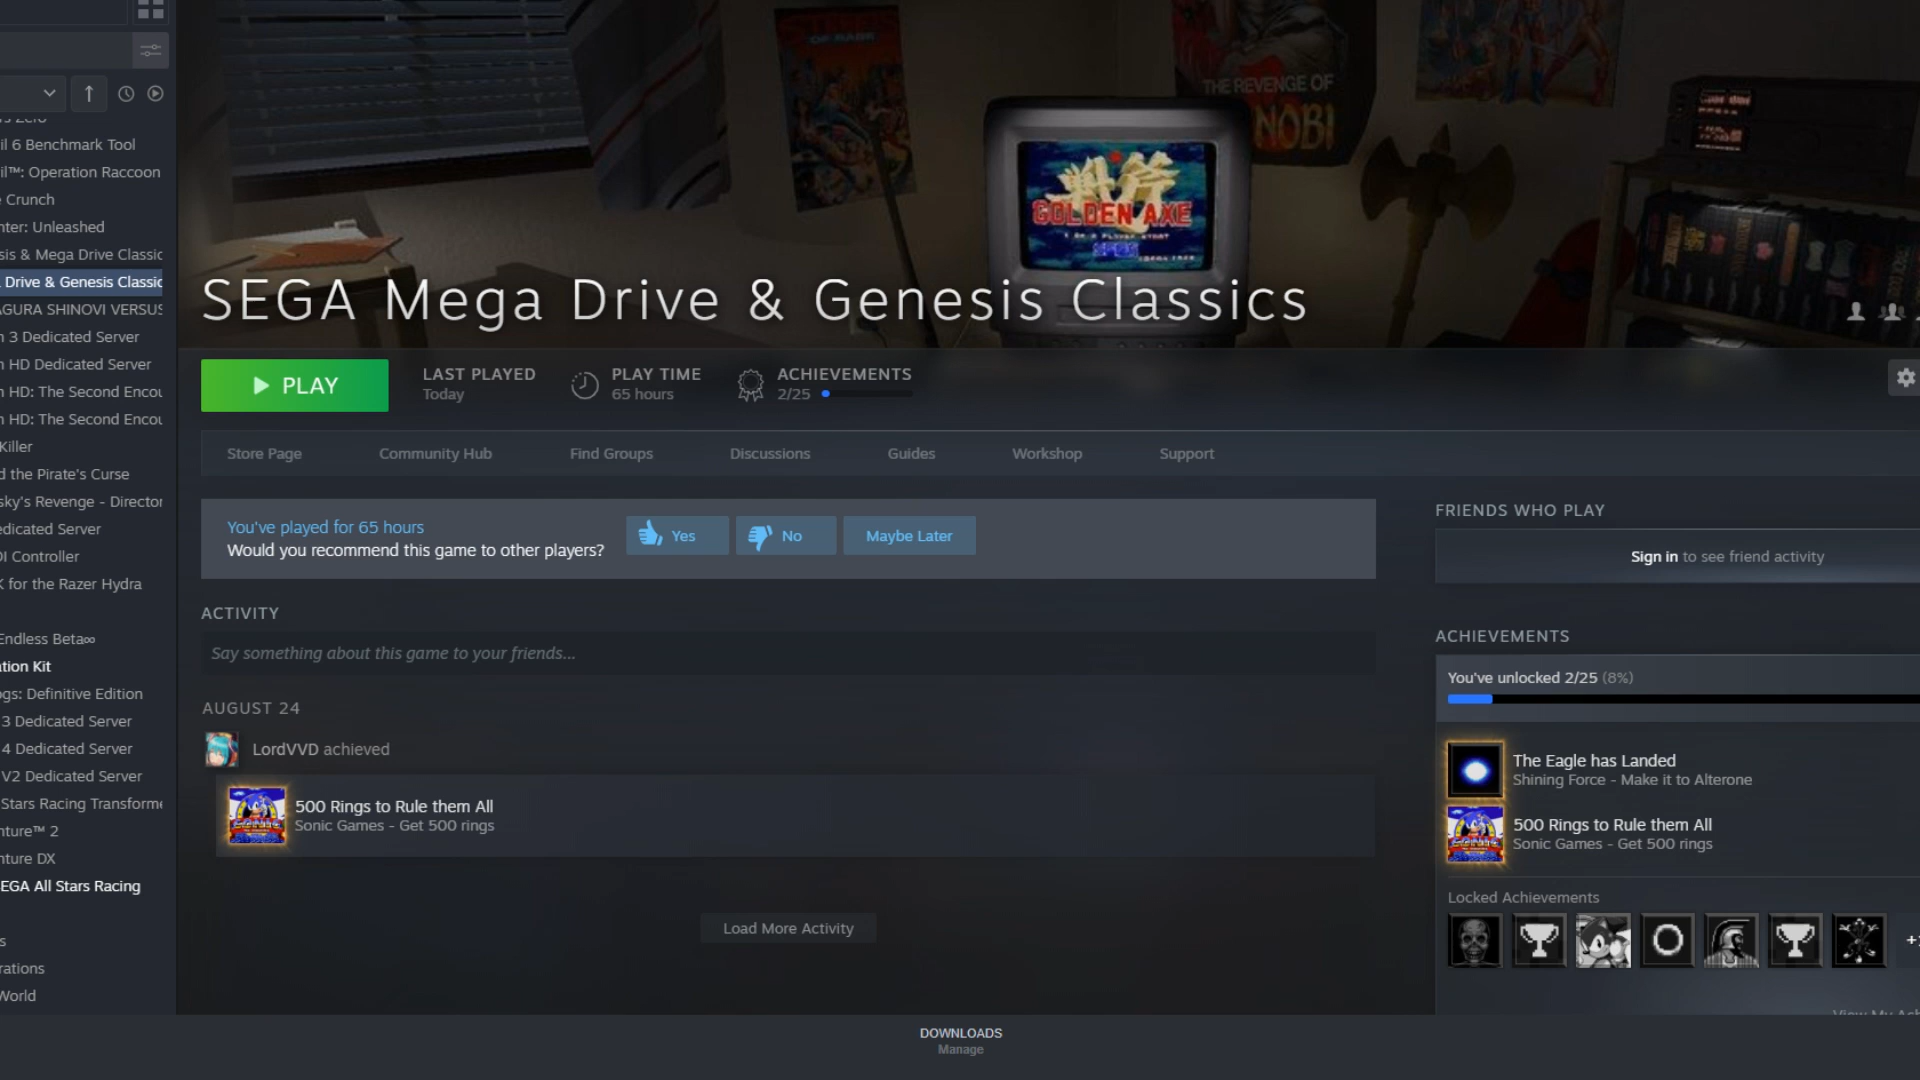 il 6 Benchmark Tool
il™: Operation Raccoon
e Crunch
nter: Unleashed
sis & Mega Drive Classic
Drive & Genesis Classic
AGURA SHINOVI VERSUS
n 3 Dedicated Server
n HD Dedicated Server
n HD: The Second Encou
n HD: The Second Encou
Killer
d the Pirate's Curse
sky's Revenge - Director
edicated Server
DI Controller
K for the Razer Hydra
Endless Beta∞
ation Kit
ogs: Definitive Edition
3 Dedicated Server
4 Dedicated Server
V2 Dedicated Server
Stars Racing Transforme
nture™ 2
nture DX
EGA All Stars Racing
s
rations
World
OF RAGE
THE REVENGE OF
NOBI
GOLDEN AXE
SEGA
SEGA Mega Drive & Genesis Classics
PLAY
LAST PLAYED
Today
PLAY TIME
65 hours
ACHIEVEMENTS
2/25
Store Page
Community Hub
Find Groups
Discussions
Guides
Workshop
Support
You've played for 65 hours
Would you recommend this game to other players?
Yes
No
Maybe Later
ACTIVITY
Say something about this game to your friends...
AUGUST 24
LordVVD achieved
500 Rings to Rule them All
Sonic Games - Get 500 rings
Load More Activity
FRIENDS WHO PLAY
Sign in to see friend activity
ACHIEVEMENTS
You've unlocked 2/25 (8%)
The Eagle has Landed
Shining Force - Make it to Alterone
500 Rings to Rule them All
Sonic Games - Get 500 rings
Locked Achievements
DOWNLOADS
Manage